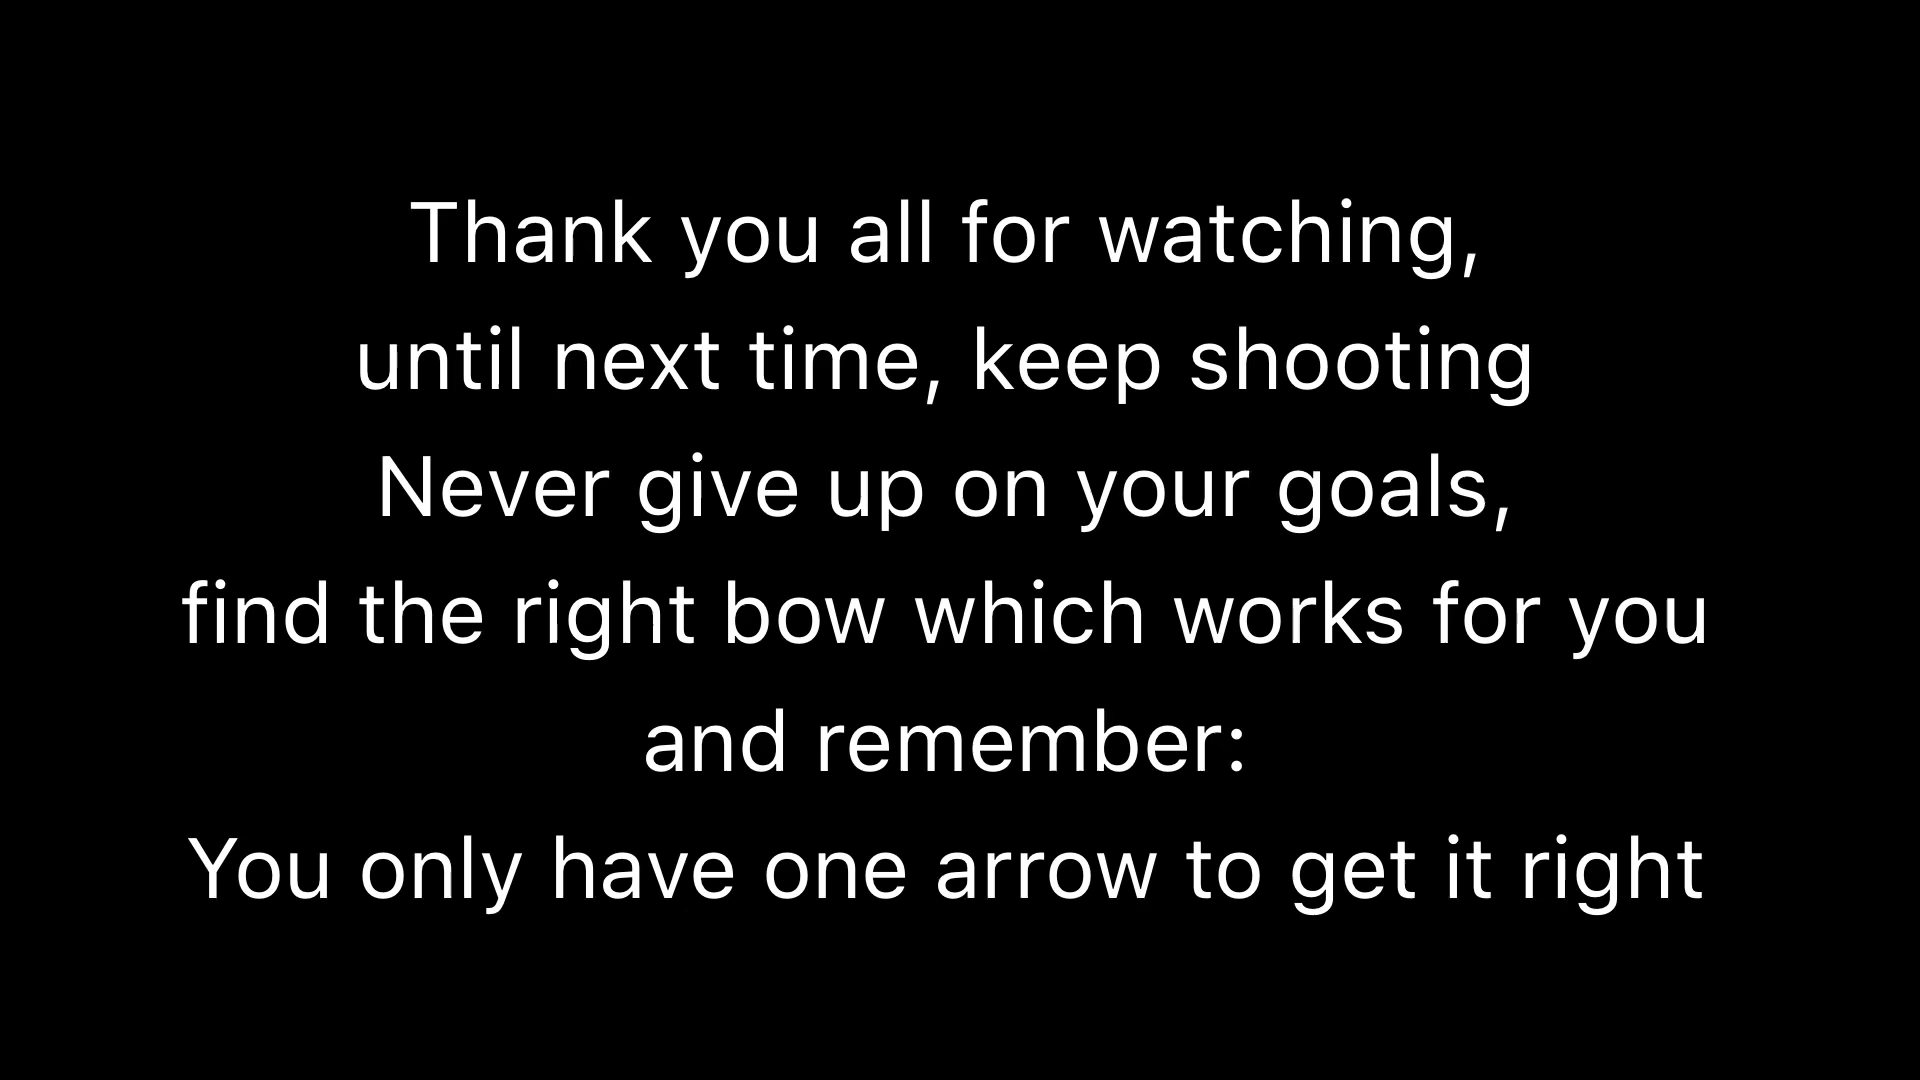 Thank you all for watching,
until next time, keep shooting
Never give up on your goals,
find the right bow which works for you
and remember:
You only have one arrow to get it right